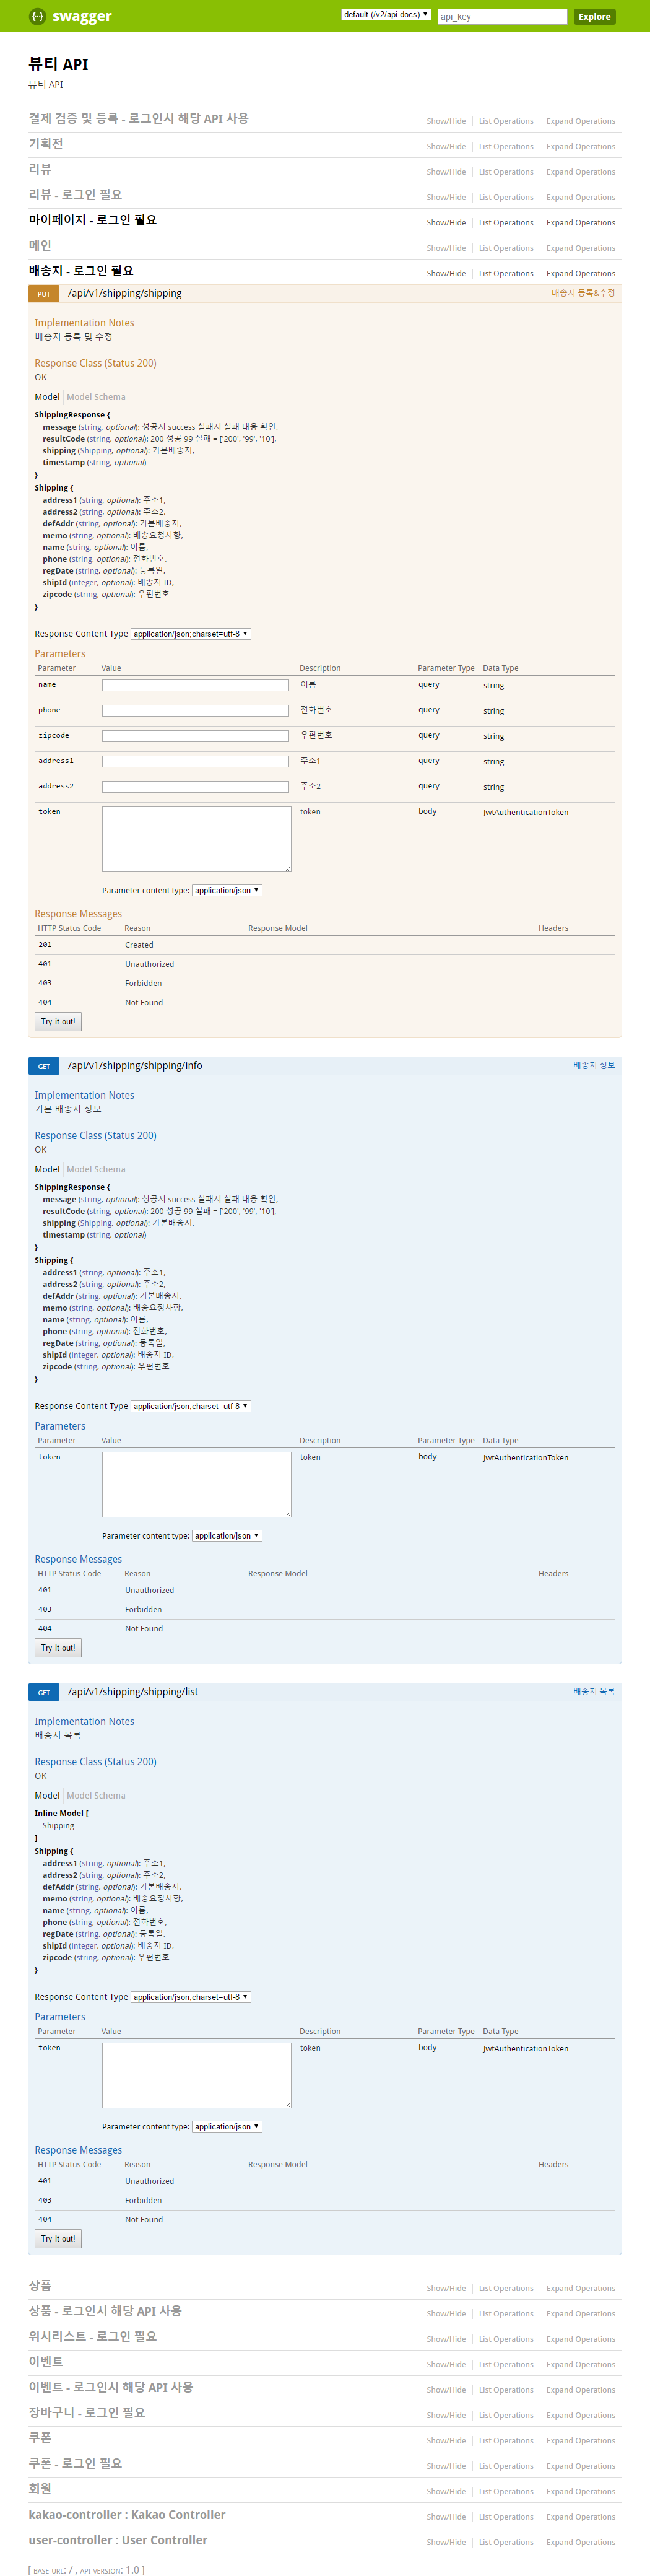 swagger
default (/v2/api-docs)
api_key
Explore
뷰티 API
뷰티 API
결제 검증 및 등록 - 로그인시 해당 API 사용 Show/Hide List Operations Expand Operations
기획전 Show/Hide List Operations Expand Operations
리뷰 Show/Hide List Operations Expand Operations
리뷰 - 로그인 필요 Show/Hide List Operations Expand Operations
마이페이지 - 로그인 필요 Show/Hide List Operations Expand Operations
메인 Show/Hide List Operations Expand Operations
배송지 - 로그인 필요 Show/Hide List Operations Expand Operations
PUT /api/v1/shipping/shipping 배송지 등록&수정
Implementation Notes
배송지 등록 및 수정
Response Class (Status 200)
OK
Model Model Schema
ShippingResponse {
message (string, optional): 성공시 success 실패시 실패 내용 확인,
resultCode (string, optional): 200 성공 99 실패 = ['200', '99', '10'],
shipping (Shipping, optional): 기본배송지,
timestamp (string, optional)
}
Shipping {
address1 (string, optional): 주소1,
address2 (string, optional): 주소2,
defAddr (string, optional): 기본배송지,
memo (string, optional): 배송요청사항,
name (string, optional): 이름,
phone (string, optional): 전화번호,
regDate (string, optional): 등록일,
shipId (integer, optional): 배송지 ID,
zipcode (string, optional): 우편번호
}
Response Content Type application/json;charset=utf-8
Parameters
Parameter Value Description Parameter Type Data Type
name 이름 query string
phone 전화번호 query string
zipcode 우편번호 query string
address1 주소1 query string
address2 주소2 query string
token token body JwtAuthenticationToken
Parameter content type: application/json
Response Messages
HTTP Status Code Reason Response Model Headers
201 Created
401 Unauthorized
403 Forbidden
404 Not Found
Try it out!
GET /api/v1/shipping/shipping/info 배송지 정보
Implementation Notes
기본 배송지 정보
Response Class (Status 200)
OK
Model Model Schema
ShippingResponse {
message (string, optional): 성공시 success 실패시 실패 내용 확인,
resultCode (string, optional): 200 성공 99 실패 = ['200', '99', '10'],
shipping (Shipping, optional): 기본배송지,
timestamp (string, optional)
}
Shipping {
address1 (string, optional): 주소1,
address2 (string, optional): 주소2,
defAddr (string, optional): 기본배송지,
memo (string, optional): 배송요청사항,
name (string, optional): 이름,
phone (string, optional): 전화번호,
regDate (string, optional): 등록일,
shipId (integer, optional): 배송지 ID,
zipcode (string, optional): 우편번호
}
Response Content Type application/json;charset=utf-8
Parameters
Parameter Value Description Parameter Type Data Type
token token body JwtAuthenticationToken
Parameter content type: application/json
Response Messages
HTTP Status Code Reason Response Model Headers
401 Unauthorized
403 Forbidden
404 Not Found
Try it out!
GET /api/v1/shipping/shipping/list 배송지 목록
Implementation Notes
배송지 목록
Response Class (Status 200)
OK
Model Model Schema
Inline Model [
Shipping
]
Shipping {
address1 (string, optional): 주소1,
address2 (string, optional): 주소2,
defAddr (string, optional): 기본배송지,
memo (string, optional): 배송요청사항,
name (string, optional): 이름,
phone (string, optional): 전화번호,
regDate (string, optional): 등록일,
shipId (integer, optional): 배송지 ID,
zipcode (string, optional): 우편번호
}
Response Content Type application/json;charset=utf-8
Parameters
Parameter Value Description Parameter Type Data Type
token token body JwtAuthenticationToken
Parameter content type: application/json
Response Messages
HTTP Status Code Reason Response Model Headers
401 Unauthorized
403 Forbidden
404 Not Found
Try it out!
상품 Show/Hide List Operations Expand Operations
상품 - 로그인시 해당 API 사용 Show/Hide List Operations Expand Operations
위시리스트 - 로그인 필요 Show/Hide List Operations Expand Operations
이벤트 Show/Hide List Operations Expand Operations
이벤트 - 로그인시 해당 API 사용 Show/Hide List Operations Expand Operations
장바구니 - 로그인 필요 Show/Hide List Operations Expand Operations
쿠폰 Show/Hide List Operations Expand Operations
쿠폰 - 로그인 필요 Show/Hide List Operations Expand Operations
회원 Show/Hide List Operations Expand Operations
kakao-controller : Kakao Controller Show/Hide List Operations Expand Operations
user-controller : User Controller Show/Hide List Operations Expand Operations
[ BASE URL: / , API VERSION: 1.0 ]